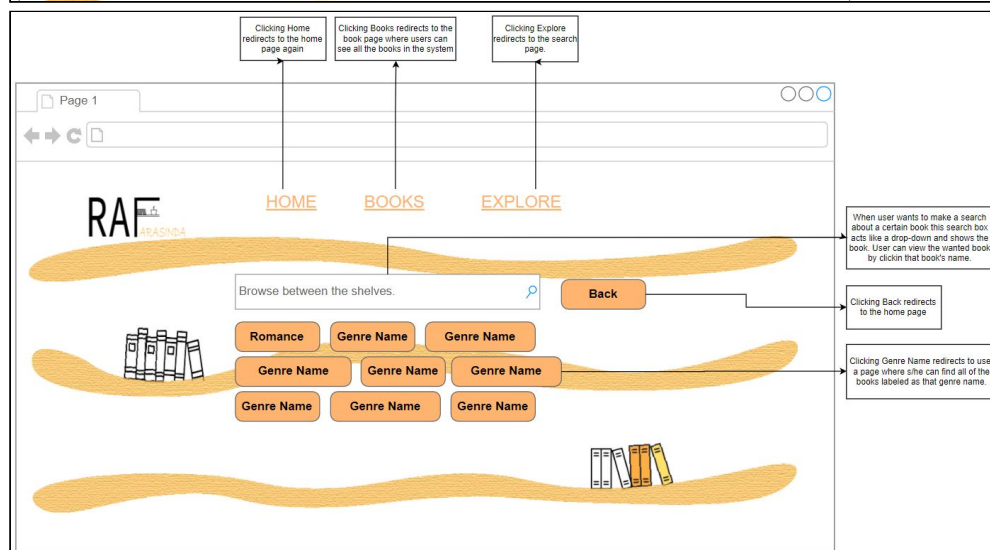 Clicking Home
redirects to the home
page again
Clicking Books redirects to the
book page where users can
see all the books in the system
Clicking Explore
redirects to the search
page.
Page 1
HOME
BOOKS
EXPLORE
RAF
ARASINDA
When user wants to make a search
about a certain book this search box
acts like a drop-down and shows the
book. User can view the wanted book
by clickin that book's name.
Browse between the shelves.
Back
Clicking Back redirects
to the home page
Romance
Genre Name
Genre Name
Genre Name
Genre Name
Genre Name
Genre Name
Genre Name
Genre Name
Clicking Genre Name redirects to use
a page where s/he can find all of the
books labeled as that genre name.